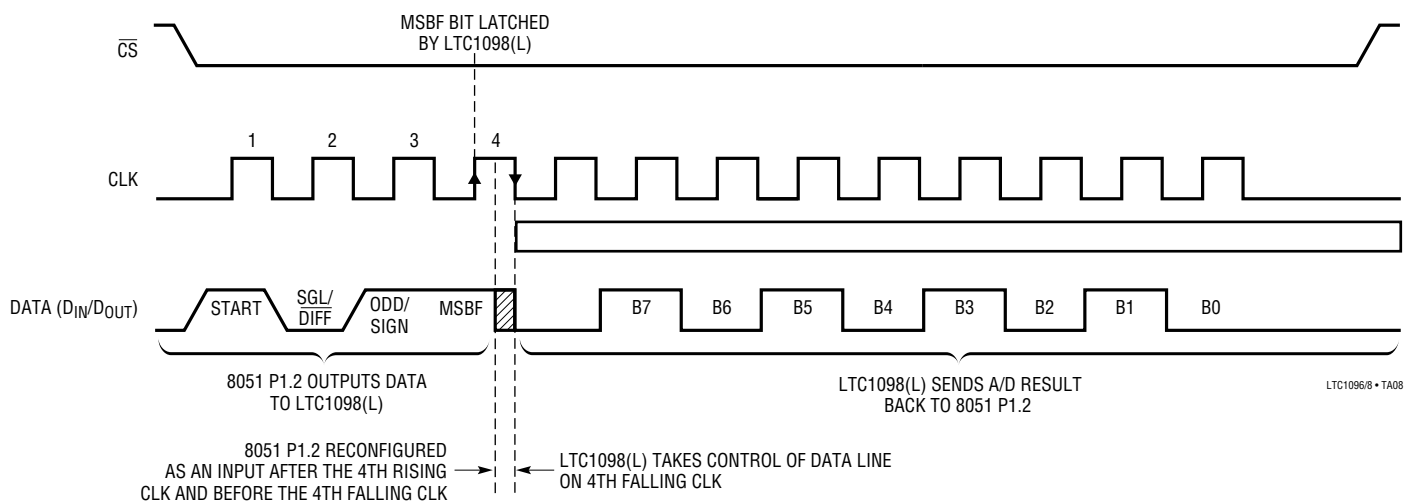 MSBF BIT LATCHED
BY LTC1098(L)
CS
1 2 3 4
CLK
DATA (DIN/DOUT)
START SGL/ ODD/ MSBF B7 B6 B5 B4 B3 B2 B1 B0
DIFF SIGN
8051 P1.2 OUTPUTS DATA
TO LTC1098(L)
LTC1098(L) SENDS A/D RESULT
BACK TO 8051 P1.2
LTC1096/8 • TA08
8051 P1.2 RECONFIGURED
AS AN INPUT AFTER THE 4TH RISING
CLK AND BEFORE THE 4TH FALLING CLK
LTC1098(L) TAKES CONTROL OF DATA LINE
ON 4TH FALLING CLK